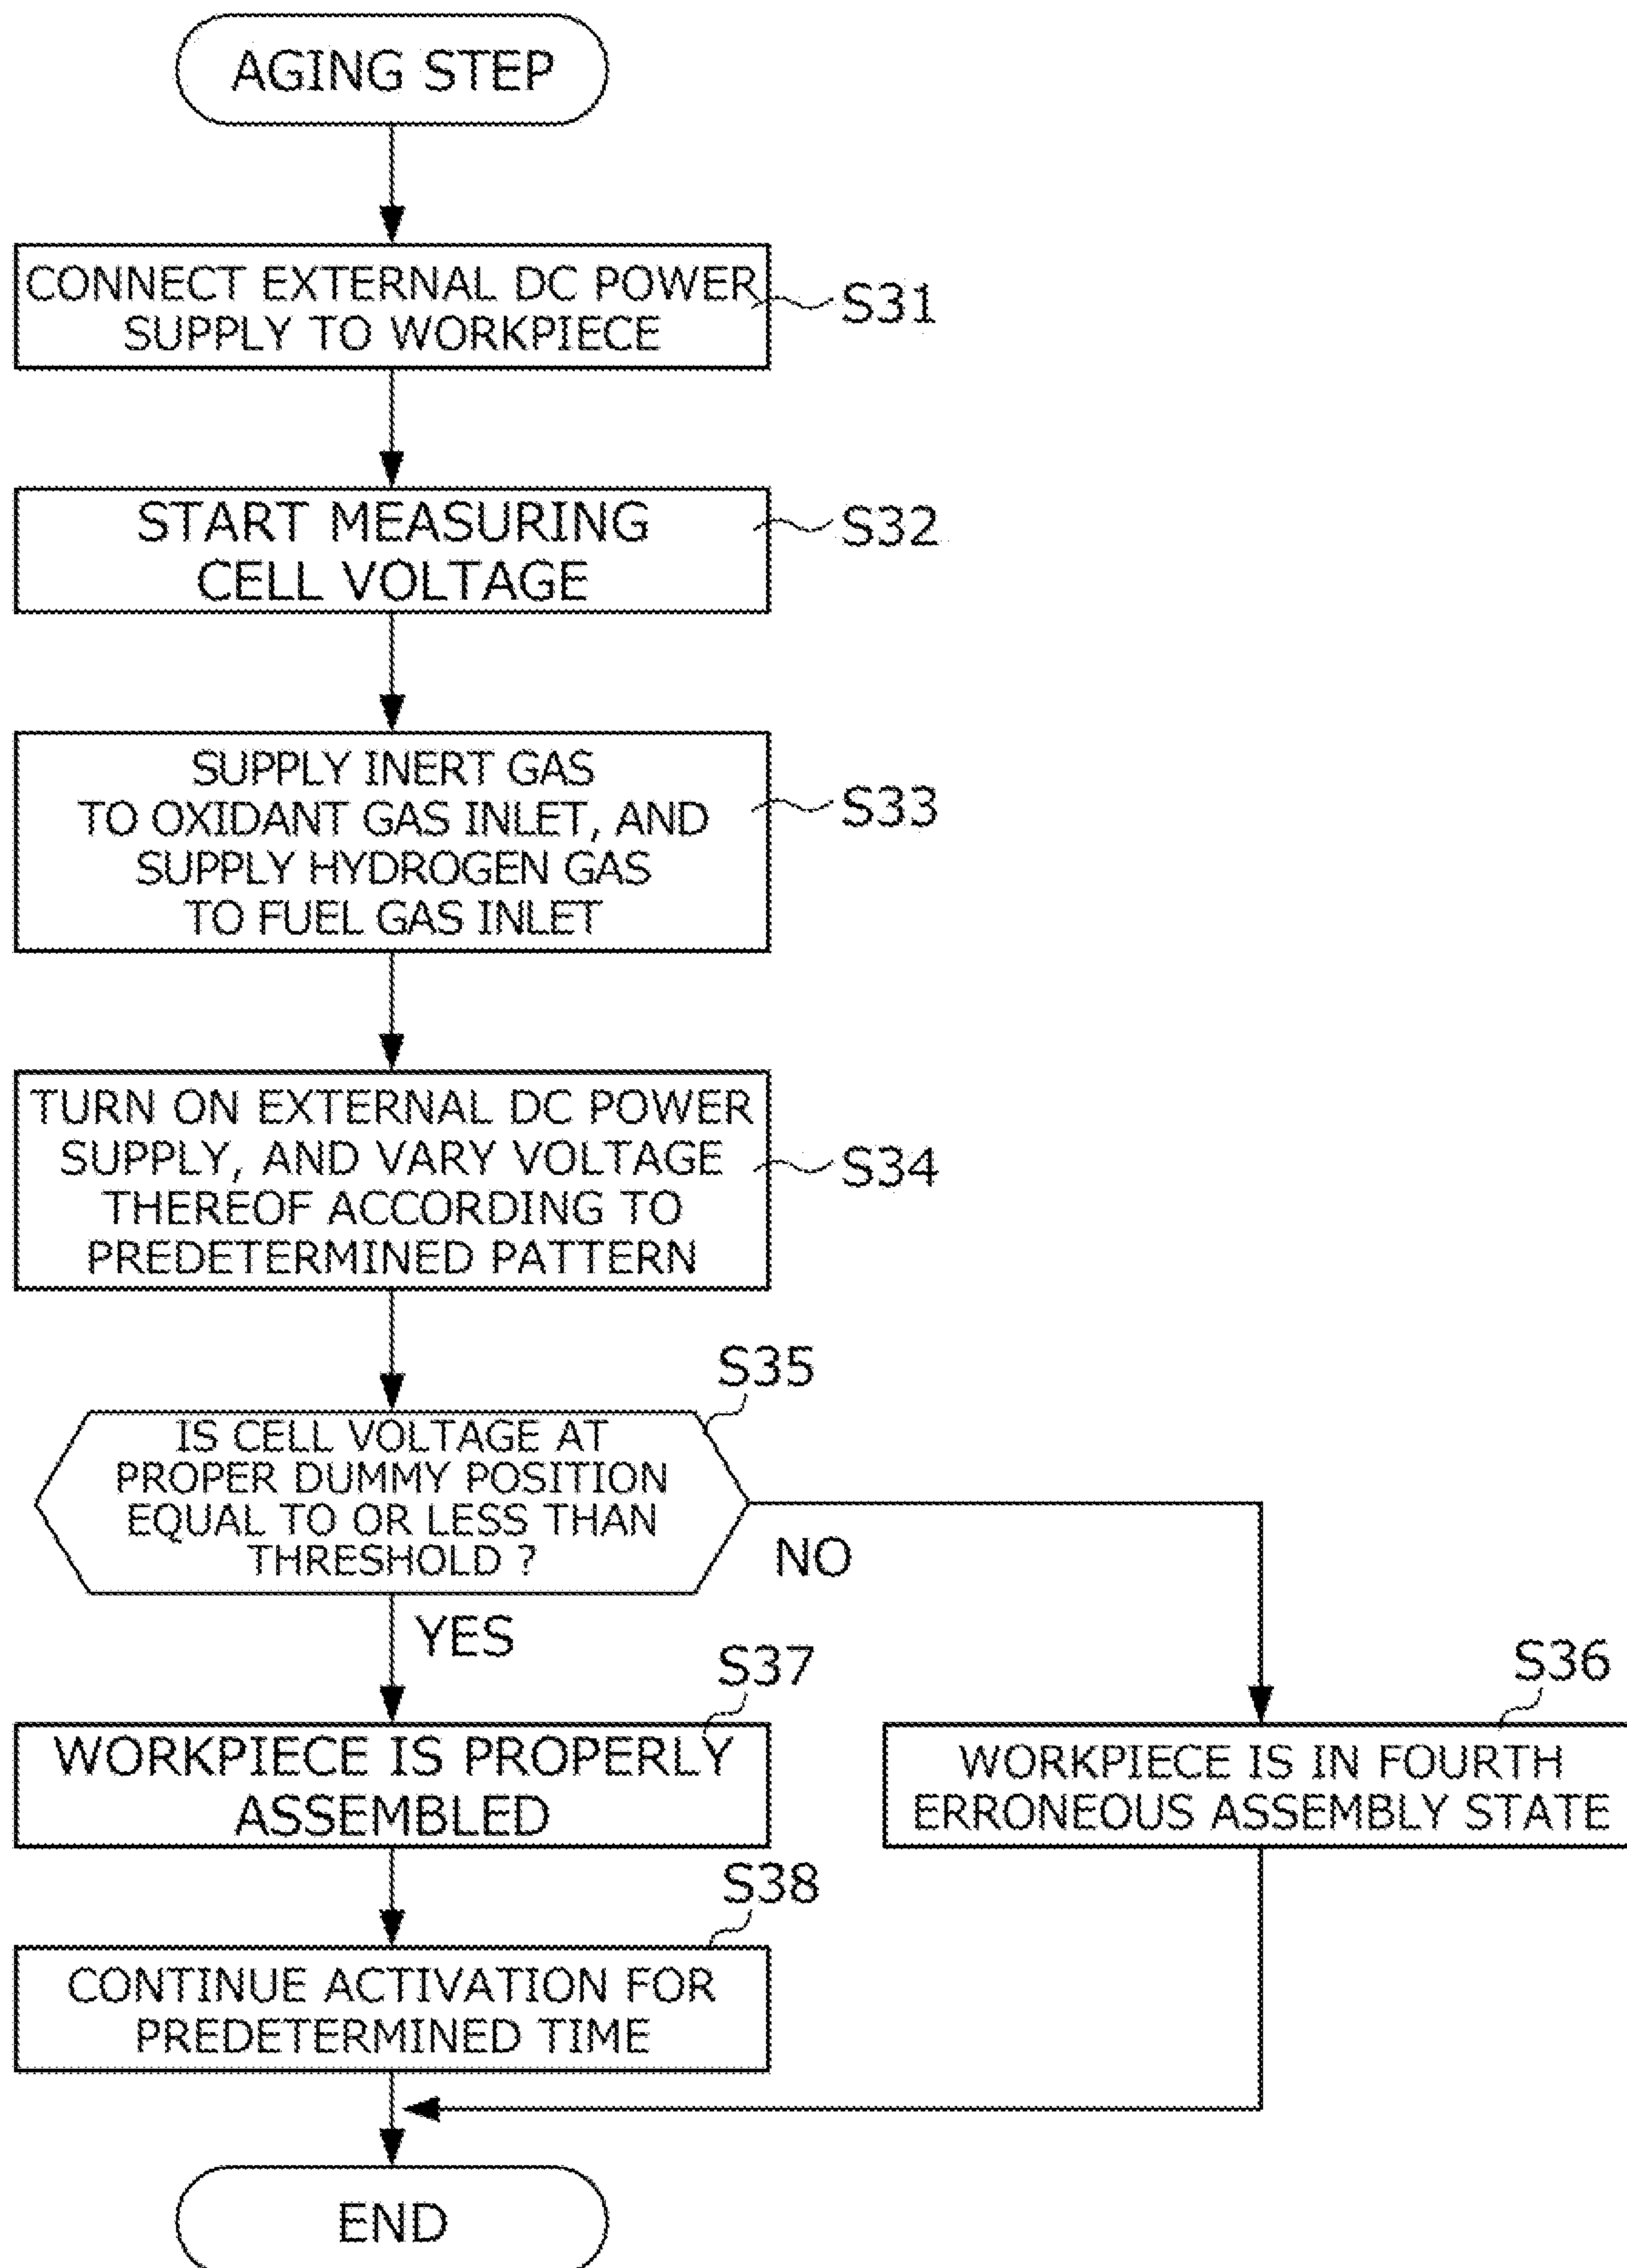 AGING STEP
CONNECT EXTERNAL DC POWER
SUPPLY TO WORKPIECE
S31
START MEASURING
CELL VOLTAGE
S32
SUPPLY INERT GAS
TO OXIDANT GAS INLET, AND
SUPPLY HYDROGEN GAS
TO FUEL GAS INLET
S33
TURN ON EXTERNAL DC POWER
SUPPLY, AND VARY VOLTAGE
THEREOF ACCORDING TO
PREDETERMINED PATTERN
S34
S35
IS CELL VOLTAGE AT
PROPER DUMMY POSITION
EQUAL TO OR LESS THAN
THRESHOLD ?
NO
YES
S37
WORKPIECE IS PROPERLY
ASSEMBLED
S36
WORKPIECE IS IN FOURTH
ERRONEOUS ASSEMBLY STATE
S38
CONTINUE ACTIVATION FOR
PREDETERMINED TIME
END